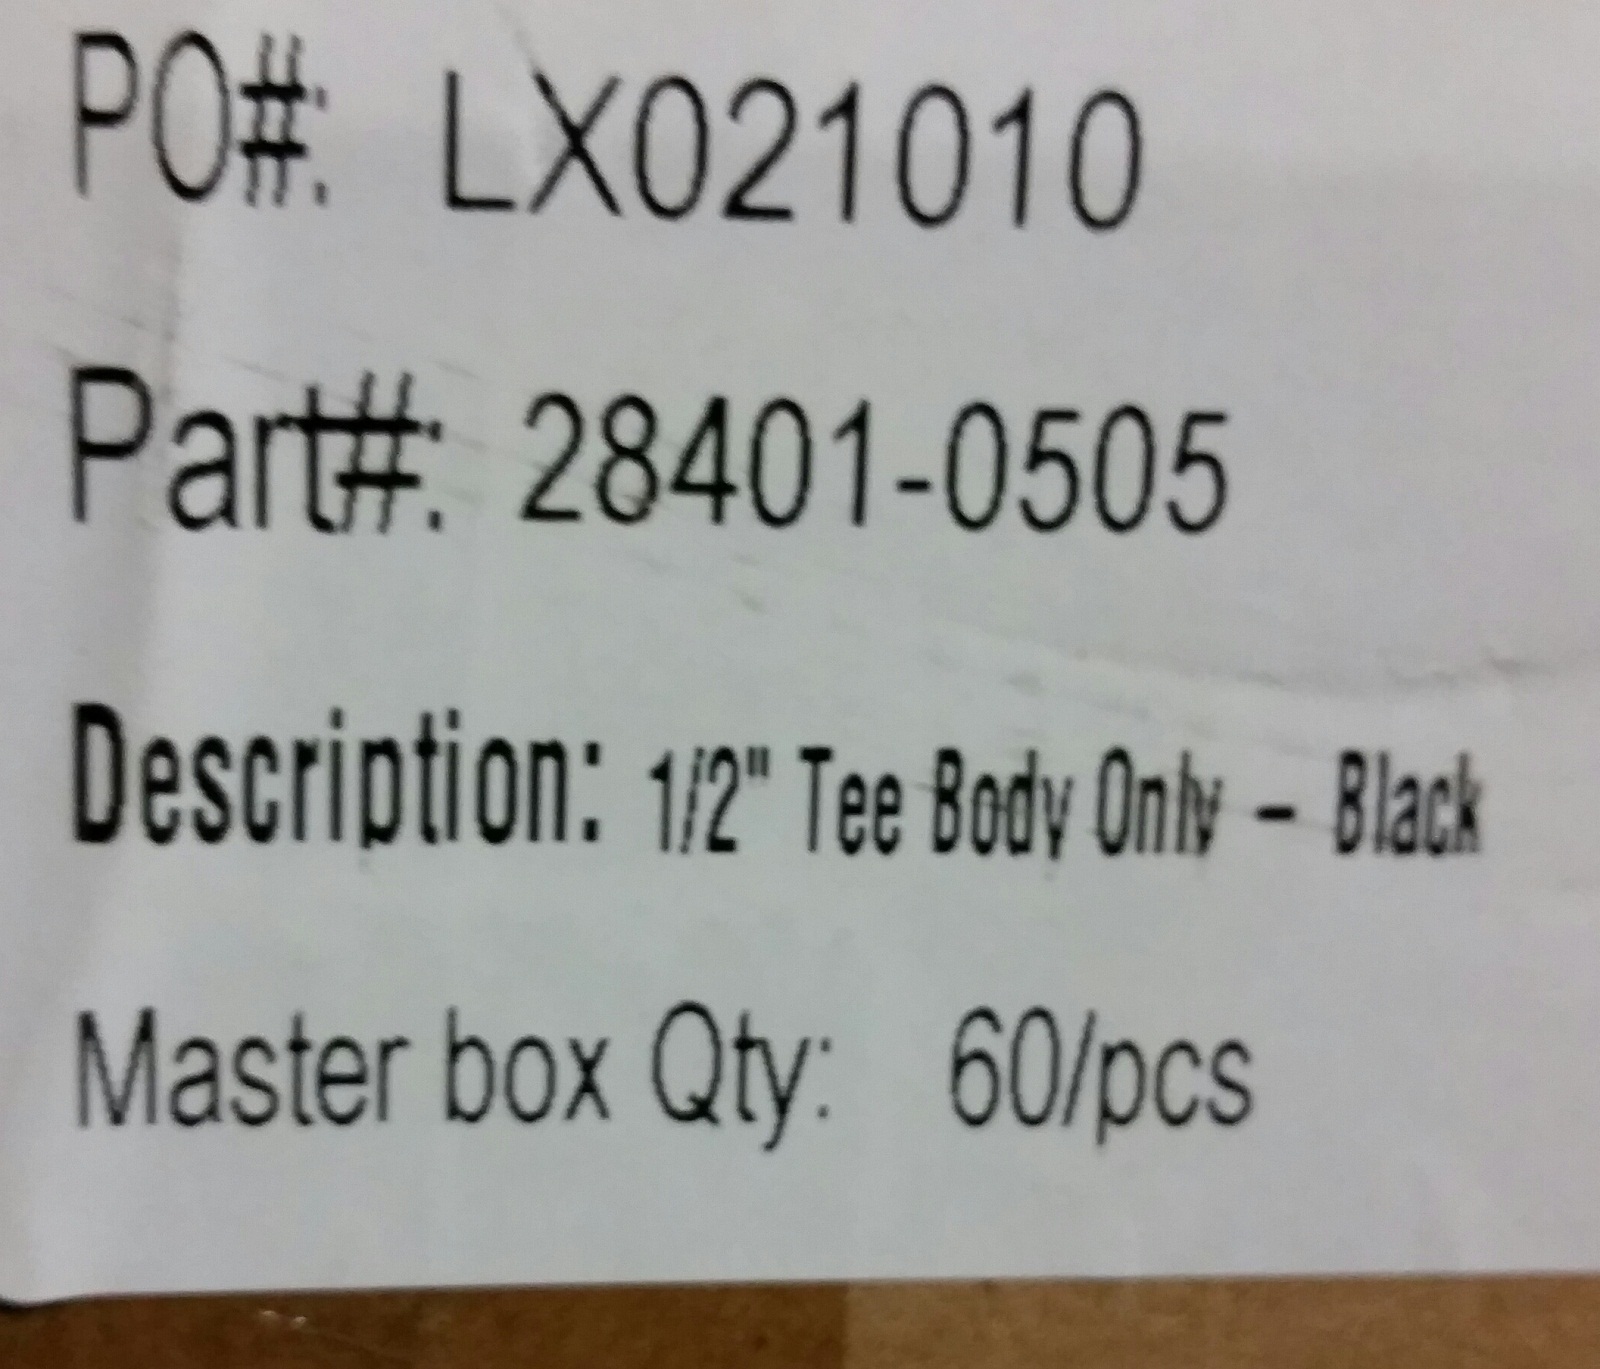 PO#: LX021010
Part#: 28401-0505
Description: 1/2" Tee Body Only – Black
Master box Qty: 60/pcs